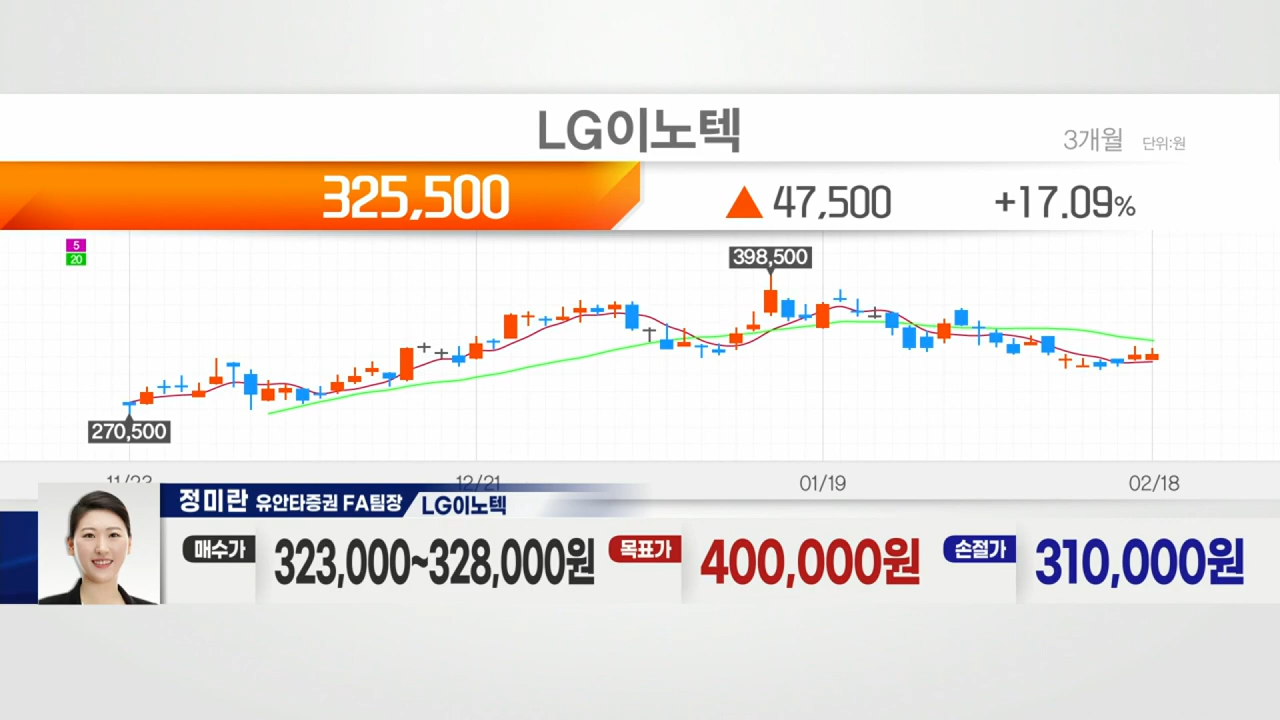 LG이노텍
3개월 단위:원
325,500 ▲ 47,500 +17.09%
5
20
398,500
270,500
11/23 12/21 01/19 02/18
정미란 유안타증권 FA팀장 LG이노텍
매수가 323,000~328,000원 목표가 400,000원 손절가 310,000원